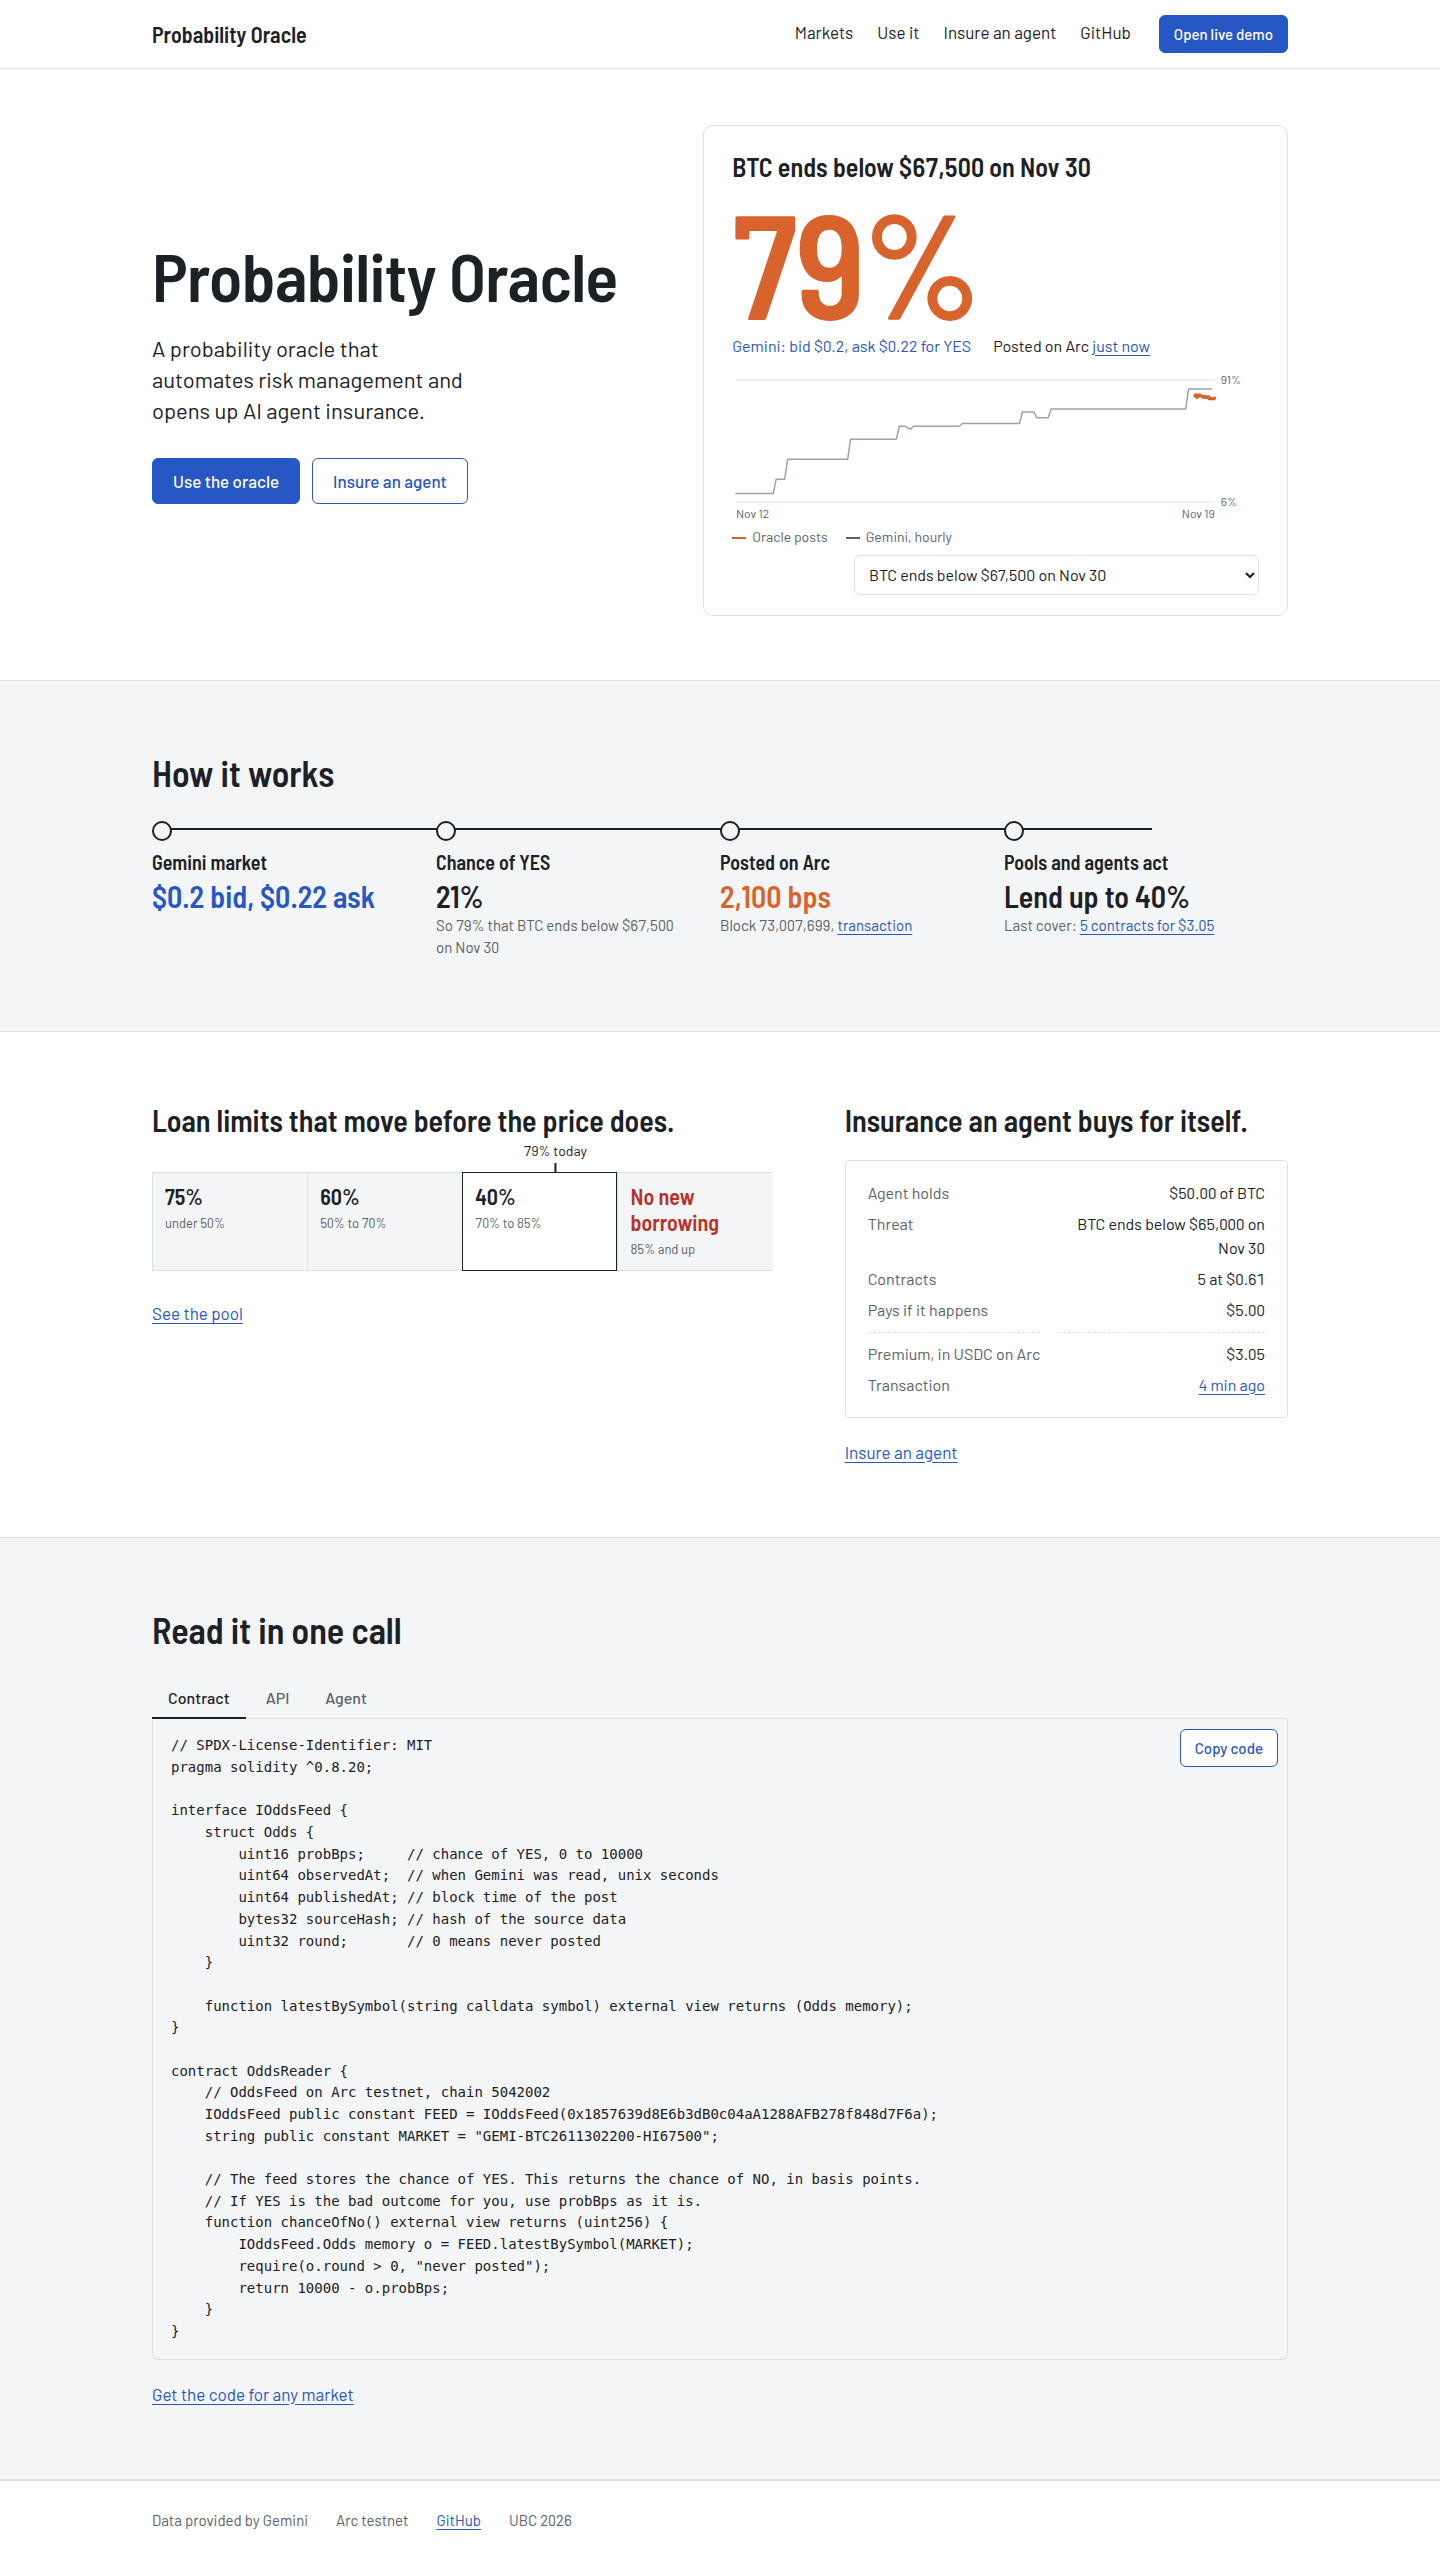 Probability Oracle
Markets Use it Insure an agent GitHub Open live demo
Probability Oracle
A probability oracle that
automates risk management and
opens up AI agent insurance.
Use the oracle Insure an agent
BTC ends below $67,500 on Nov 30
79%
Gemini: bid $0.2, ask $0.22 for YES Posted on Arc just now
91%
6%
Nov 12 Nov 19
Oracle posts Gemini, hourly
BTC ends below $67,500 on Nov 30
How it works
Gemini market
$0.2 bid, $0.22 ask
Chance of YES
21%
So 79% that BTC ends below $67,500
on Nov 30
Posted on Arc
2,100 bps
Block 73,007,699, transaction
Pools and agents act
Lend up to 40%
Last cover: 5 contracts for $3.05
Loan limits that move before the price does.
79% today
75%
under 50%
60%
50% to 70%
40%
70% to 85%
No new
borrowing
85% and up
See the pool
Insurance an agent buys for itself.
Agent holds $50.00 of BTC
Threat BTC ends below $65,000 on
Nov 30
Contracts 5 at $0.61
Pays if it happens $5.00
Premium, in USDC on Arc $3.05
Transaction 4 min ago
Insure an agent
Read it in one call
Contract API Agent
Copy code
// SPDX-License-Identifier: MIT
pragma solidity ^0.8.20;
interface IOddsFeed {
struct Odds {
uint16 probBps; // chance of YES, 0 to 10000
uint64 observedAt; // when Gemini was read, unix seconds
uint64 publishedAt; // block time of the post
bytes32 sourceHash; // hash of the source data
uint32 round; // 0 means never posted
}
function latestBySymbol(string calldata symbol) external view returns (Odds memory);
}
contract OddsReader {
// OddsFeed on Arc testnet, chain 5042002
IOddsFeed public constant FEED = IOddsFeed(0x1857639d8E6b3dB0c04aA1288AFB278f848d7F6a);
string public constant MARKET = "GEMI-BTC2611302200-HI67500";
// The feed stores the chance of YES. This returns the chance of NO, in basis points.
// If YES is the bad outcome for you, use probBps as it is.
function chanceOfNo() external view returns (uint256) {
IOddsFeed.Odds memory o = FEED.latestBySymbol(MARKET);
require(o.round > 0, "never posted");
return 10000 - o.probBps;
}
}
Get the code for any market
Data provided by Gemini Arc testnet GitHub UBC 2026